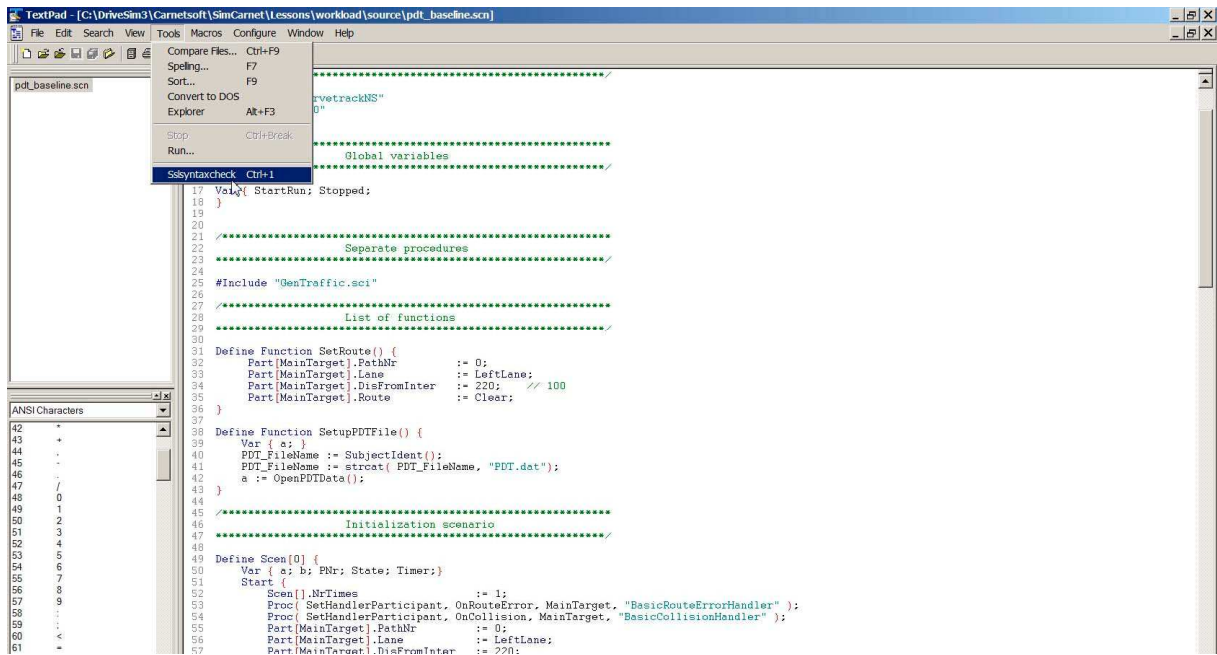 TextPad - [C:\DriveSim3\Carnetsoft\SimCarnet\Lessons\workload\source\pdt_baseline.scn]
File Edit Search View Tools Macros Configure Window Help
Compare Files... Ctrl+F9
Spelling... F7
Sort... F9
Convert to DOS
Explorer Alt+F3
Stop Ctrl+Break
Run...
Sslsyntaxcheck Ctrl+1
pdt_baseline.scn
ANSI Characters
42 *
43 +
44 ,
45 -
46 .
47 /
48 0
49 1
50 2
51 3
52 4
53 5
54 6
55 7
56 8
57 9
58 :
59 ;
60 <
61 =
************************************************/
rvetrackNS"
0"
************************************************
Global variables
************************************************/
17 Var { StartRun; Stopped;
18 }
19
20
21 /************************************************************
22 Separate procedures
23 ************************************************************/
24
25 #Include "GenTraffic.sci"
26
27 /************************************************************
28 List of functions
29 ************************************************************/
30
31 Define Function SetRoute() {
32 Part[MainTarget].PathNr := 0;
33 Part[MainTarget].Lane := LeftLane;
34 Part[MainTarget].DisFromInter := 220; // 100
35 Part[MainTarget].Route := Clear;
36 }
37
38 Define Function SetupPDTFile() {
39 Var { a; }
40 PDT_FileName := SubjectIdent();
41 PDT_FileName := strcat( PDT_FileName, "PDT.dat");
42 a := OpenPDTData();
43 }
44
45 /************************************************************
46 Initialization scenario
47 ************************************************************/
48
49 Define Scen[0] {
50 Var { a; b; PNr; State; Timer;}
51 Start {
52 Scen[].NrTimes := 1;
53 Proc( SetHandlerParticipant, OnRouteError, MainTarget, "BasicRouteErrorHandler" );
54 Proc( SetHandlerParticipant, OnCollision, MainTarget, "BasicCollisionHandler" );
55 Part[MainTarget].PathNr := 0;
56 Part[MainTarget].Lane := LeftLane;
57 Part[MainTarget].DisFromInter := 220;